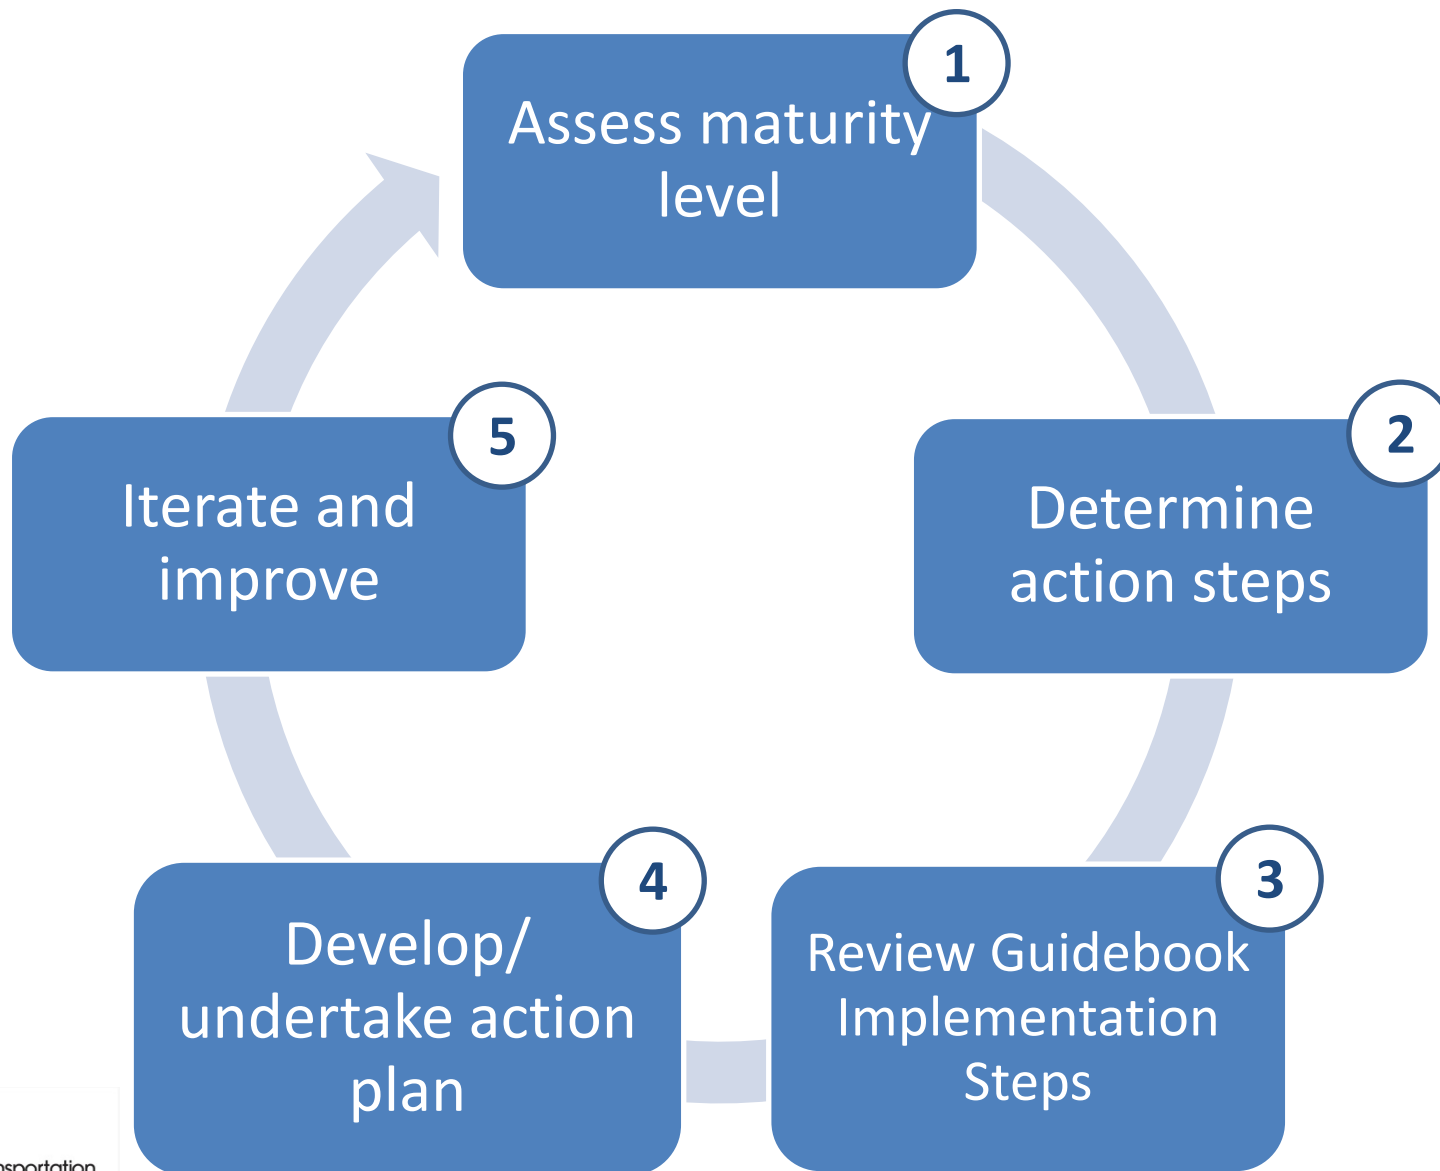 1
Assess maturity
level
2
Determine
action steps
3
Review Guidebook
Implementation
Steps
4
Develop/
undertake action
plan
5
Iterate and
improve